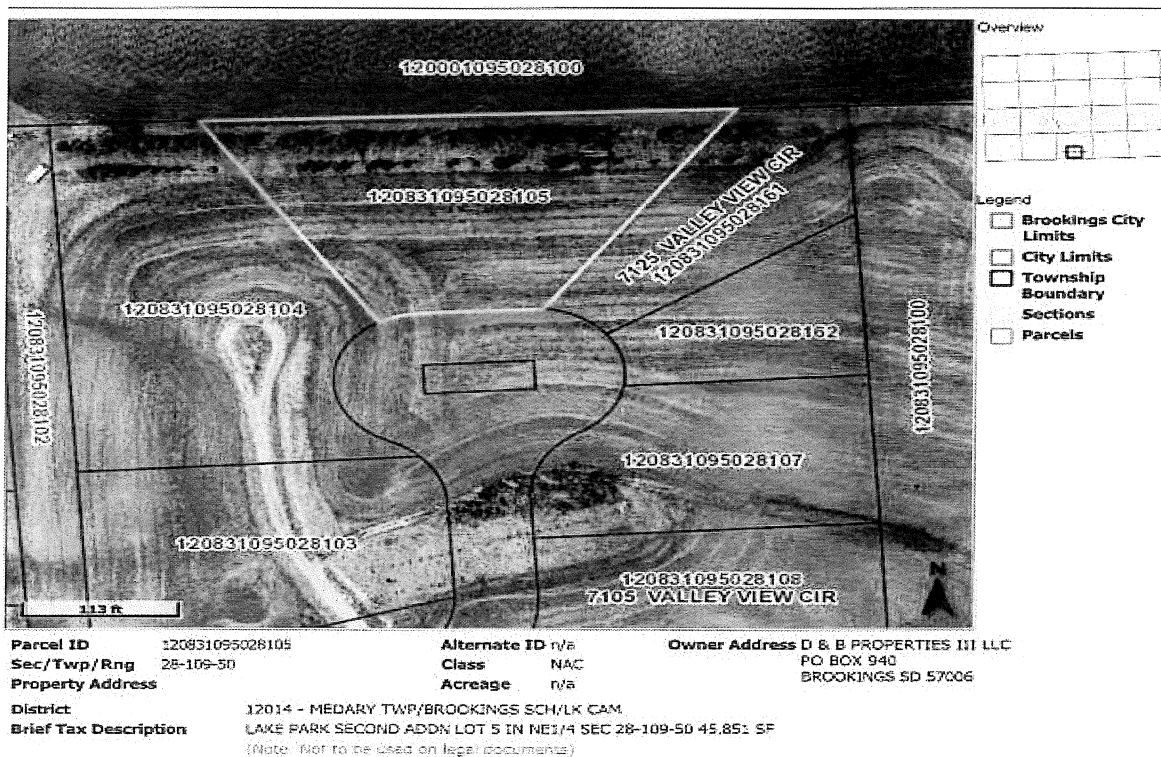 Overview
120001095028100
120831095028105
7125 VALLEY VIEW CIR
120831095028161
Legend
Brookings City
Limits
City Limits
Township
Boundary
Sections
Parcels
120831095028104
120831095028162
120831095028102
120831095028100
120831095028107
120831095028103
120831095028108
7105 VALLEY VIEW CIR
N
113 ft
Parcel ID 120831095028105
Sec/Twp/Rng 28-109-50
Property Address
Alternate ID n/a
Class NAC
Acreage n/a
Owner Address D & B PROPERTIES III LLC
PO BOX 940
BROOKINGS SD 57006
District 12014 - MEDARY TWP/BROOKINGS SCH/LK CAM
Brief Tax Description LAKE PARK SECOND ADDN LOT 5 IN NE1/4 SEC 28-109-50 45,851 SF
(Note: Not to be used on legal documents)